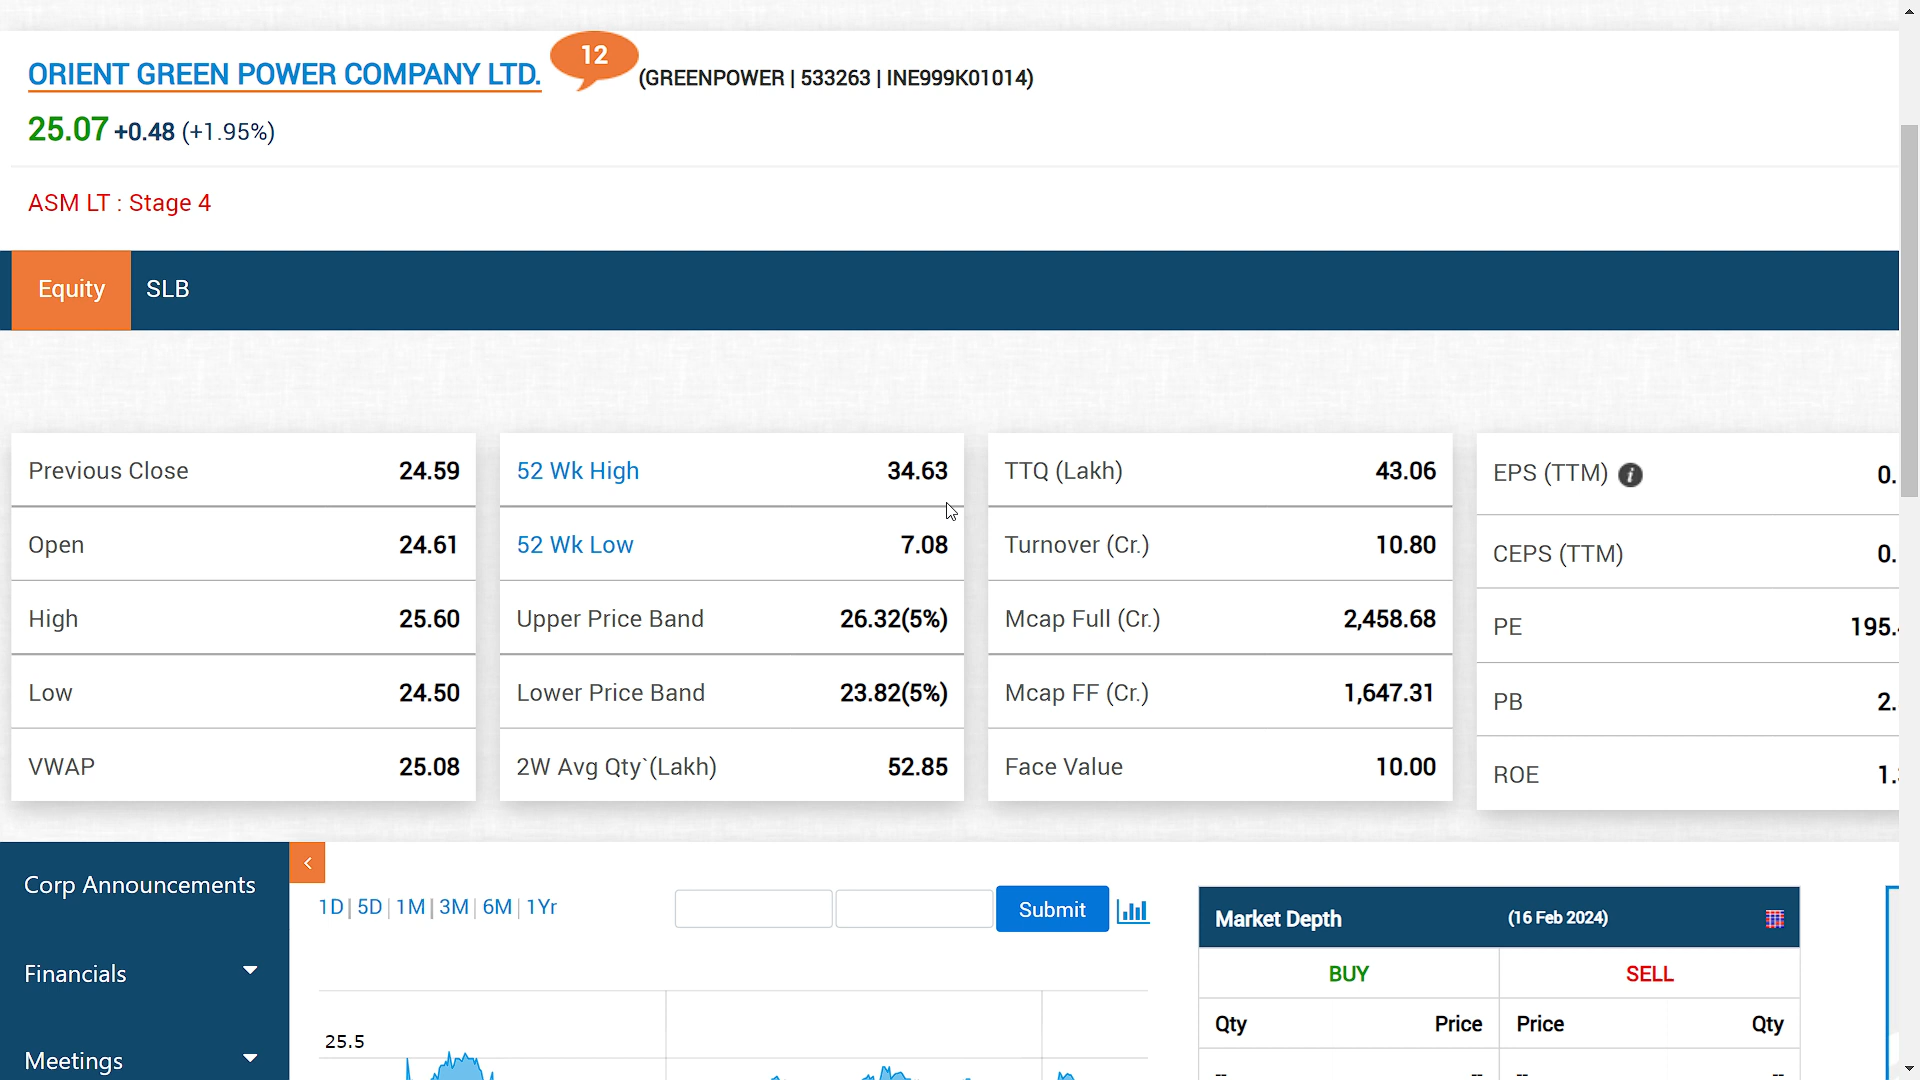 ORIENT GREEN POWER COMPANY LTD. 12 (GREENPOWER | 533263 | INE999K01014)
25.07 +0.48 (+1.95%)
ASM LT : Stage 4
Equity SLB
Previous Close 24.59
Open 24.61
High 25.60
Low 24.50
VWAP 25.08
52 Wk High 34.63
52 Wk Low 7.08
Upper Price Band 26.32(5%)
Lower Price Band 23.82(5%)
2W Avg Qty`(Lakh) 52.85
TTQ (Lakh) 43.06
Turnover (Cr.) 10.80
Mcap Full (Cr.) 2,458.68
Mcap FF (Cr.) 1,647.31
Face Value 10.00
EPS (TTM) i 0.
CEPS (TTM) 0.
PE 195.
PB 2.
ROE 1.
Corp Announcements
Financials
Meetings
1D | 5D | 1M | 3M | 6M | 1Yr
Submit
25.5
Market Depth (16 Feb 2024)
BUY SELL
Qty Price Price Qty
-- -- -- --